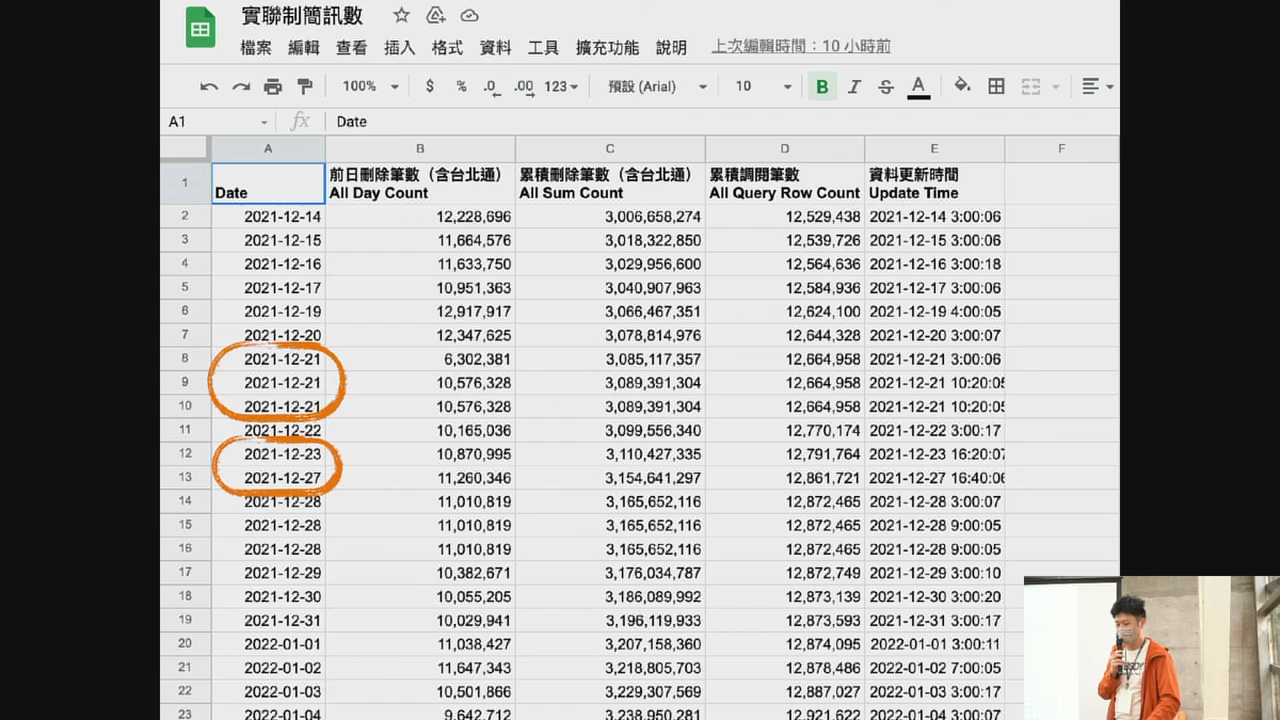 實聯制簡訊數
檔案 編輯 查看 插入 格式 資料 工具 擴充功能 說明 上次編輯時間：10 小時前
100% $ % .0 .00 123 預設 (Arial) 10 B I S A
A1 fx Date
A B C D E F
1 Date 前日刪除筆數（含台北通） All Day Count 累積刪除筆數（含台北通） All Sum Count 累積調閱筆數 All Query Row Count 資料更新時間 Update Time
2 2021-12-14 12,228,696 3,006,658,274 12,529,438 2021-12-14 3:00:06
3 2021-12-15 11,664,576 3,018,322,850 12,539,726 2021-12-15 3:00:06
4 2021-12-16 11,633,750 3,029,956,600 12,564,636 2021-12-16 3:00:18
5 2021-12-17 10,951,363 3,040,907,963 12,584,936 2021-12-17 3:00:06
6 2021-12-19 12,917,917 3,066,467,351 12,624,100 2021-12-19 4:00:05
7 2021-12-20 12,347,625 3,078,814,976 12,644,328 2021-12-20 3:00:07
8 2021-12-21 6,302,381 3,085,117,357 12,664,958 2021-12-21 3:00:06
9 2021-12-21 10,576,328 3,089,391,304 12,664,958 2021-12-21 10:20:05
10 2021-12-21 10,576,328 3,089,391,304 12,664,958 2021-12-21 10:20:05
11 2021-12-22 10,165,036 3,099,556,340 12,770,174 2021-12-22 3:00:17
12 2021-12-23 10,870,995 3,110,427,335 12,791,764 2021-12-23 16:20:07
13 2021-12-27 11,260,346 3,154,641,297 12,861,721 2021-12-27 16:40:06
14 2021-12-28 11,010,819 3,165,652,116 12,872,465 2021-12-28 3:00:07
15 2021-12-28 11,010,819 3,165,652,116 12,872,465 2021-12-28 9:00:05
16 2021-12-28 11,010,819 3,165,652,116 12,872,465 2021-12-28 9:00:05
17 2021-12-29 10,382,671 3,176,034,787 12,872,749 2021-12-29 3:00:10
18 2021-12-30 10,055,205 3,186,089,992 12,873,139 2021-12-30 3:00:20
19 2021-12-31 10,029,941 3,196,119,933 12,873,593 2021-12-31 3:00:17
20 2022-01-01 11,038,427 3,207,158,360 12,874,095 2022-01-01 3:00:11
21 2022-01-02 11,647,343 3,218,805,703 12,878,486 2022-01-02 7:00:05
22 2022-01-03 10,501,866 3,229,307,569 12,887,027 2022-01-03 3:00:17
23 2022-01-04 9,642,712 3,238,950,281 12,921,622 2022-01-04 3:00:07